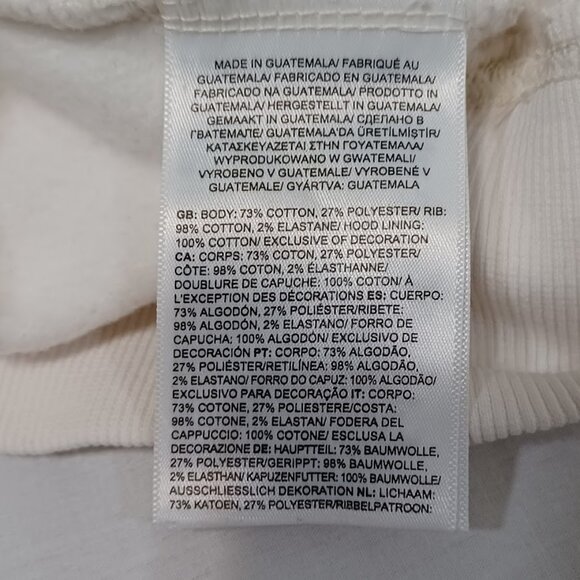 MADE IN GUATEMALA/ FABRIQUÉ AU
GUATEMALA/ FABRICADO EN GUATEMALA/
FABRICADO NA GUATEMALA/ PRODOTTO IN
GUATEMALA/ HERGESTELLT IN GUATEMALA/
GEMAAKT IN GUATEMALA/ СДЕЛАНО В
ГВАТЕМАЛЕ/ GUATEMALA'DA ÜRETİLMİŞTİR/
ΚΑΤΑΣΚΕΥΑΖΕΤΑΙ ΣΤΗΝ ΓΟΥΑΤΕΜΑΛΑ/
WYPRODUKOWANO W GWATEMALI/
VYROBENO V GUATEMALE/ VYROBENÉ V
GUATEMALE/ GYÁRTVA: GUATEMALA
GB: BODY: 73% COTTON, 27% POLYESTER/ RIB:
98% COTTON, 2% ELASTANE/ HOOD LINING:
100% COTTON/ EXCLUSIVE OF DECORATION
CA: CORPS: 73% COTON, 27% POLYESTER/
CÔTE: 98% COTON, 2% ÉLASTHANNE/
DOUBLURE DE CAPUCHE: 100% COTON/ À
L'EXCEPTION DES DÉCORATIONS ES: CUERPO:
73% ALGODÓN, 27% POLIÉSTER/RIBETE:
98% ALGODÓN, 2% ELASTANO/ FORRO DE
CAPUCHA: 100% ALGODÓN/ EXCLUSIVO DE
DECORACIÓN PT: CORPO: 73% ALGODÃO,
27% POLIÉSTER/RETILÍNEA: 98% ALGODÃO,
2% ELASTANO/ FORRO DO CAPUZ: 100% ALGODÃO/
EXCLUSIVO PARA DECORAÇÃO IT: CORPO:
73% COTONE, 27% POLIESTERE/COSTA:
98% COTONE, 2% ELASTAN/ FODERA DEL
CAPPUCCIO: 100% COTONE/ ESCLUSA LA
DECORAZIONE DE: HAUPTTEIL: 73% BAUMWOLLE,
27% POLYESTER/GERIPPT: 98% BAUMWOLLE,
2% ELASTHAN/ KAPUZENFUTTER: 100% BAUMWOLLE/
AUSSCHLIESSLICH DEKORATION NL: LICHAAM:
73% KATOEN, 27% POLYESTER/RIBBELPATROON: